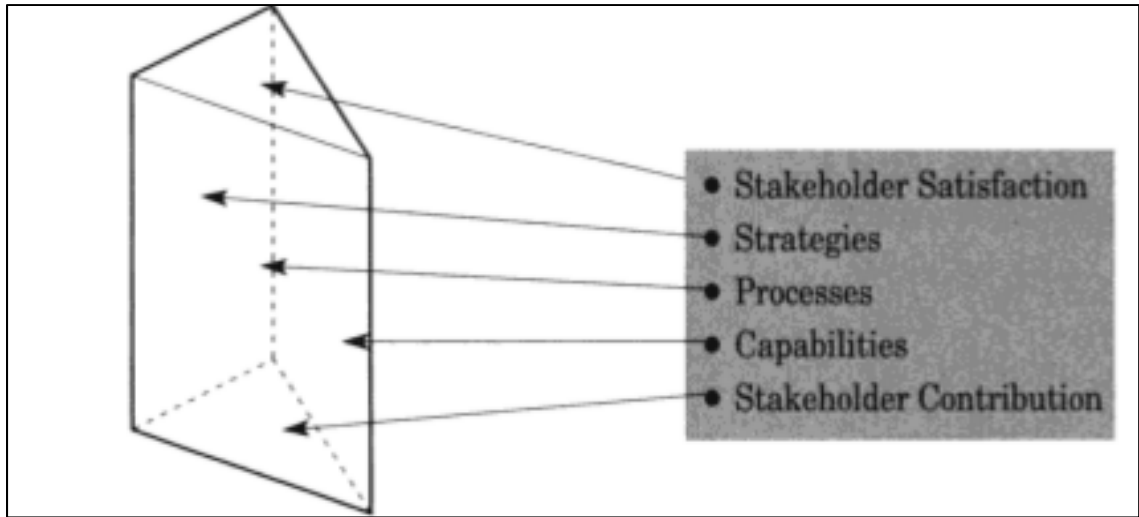 • Stakeholder Satisfaction
• Strategies
• Processes
• Capabilities
• Stakeholder Contribution